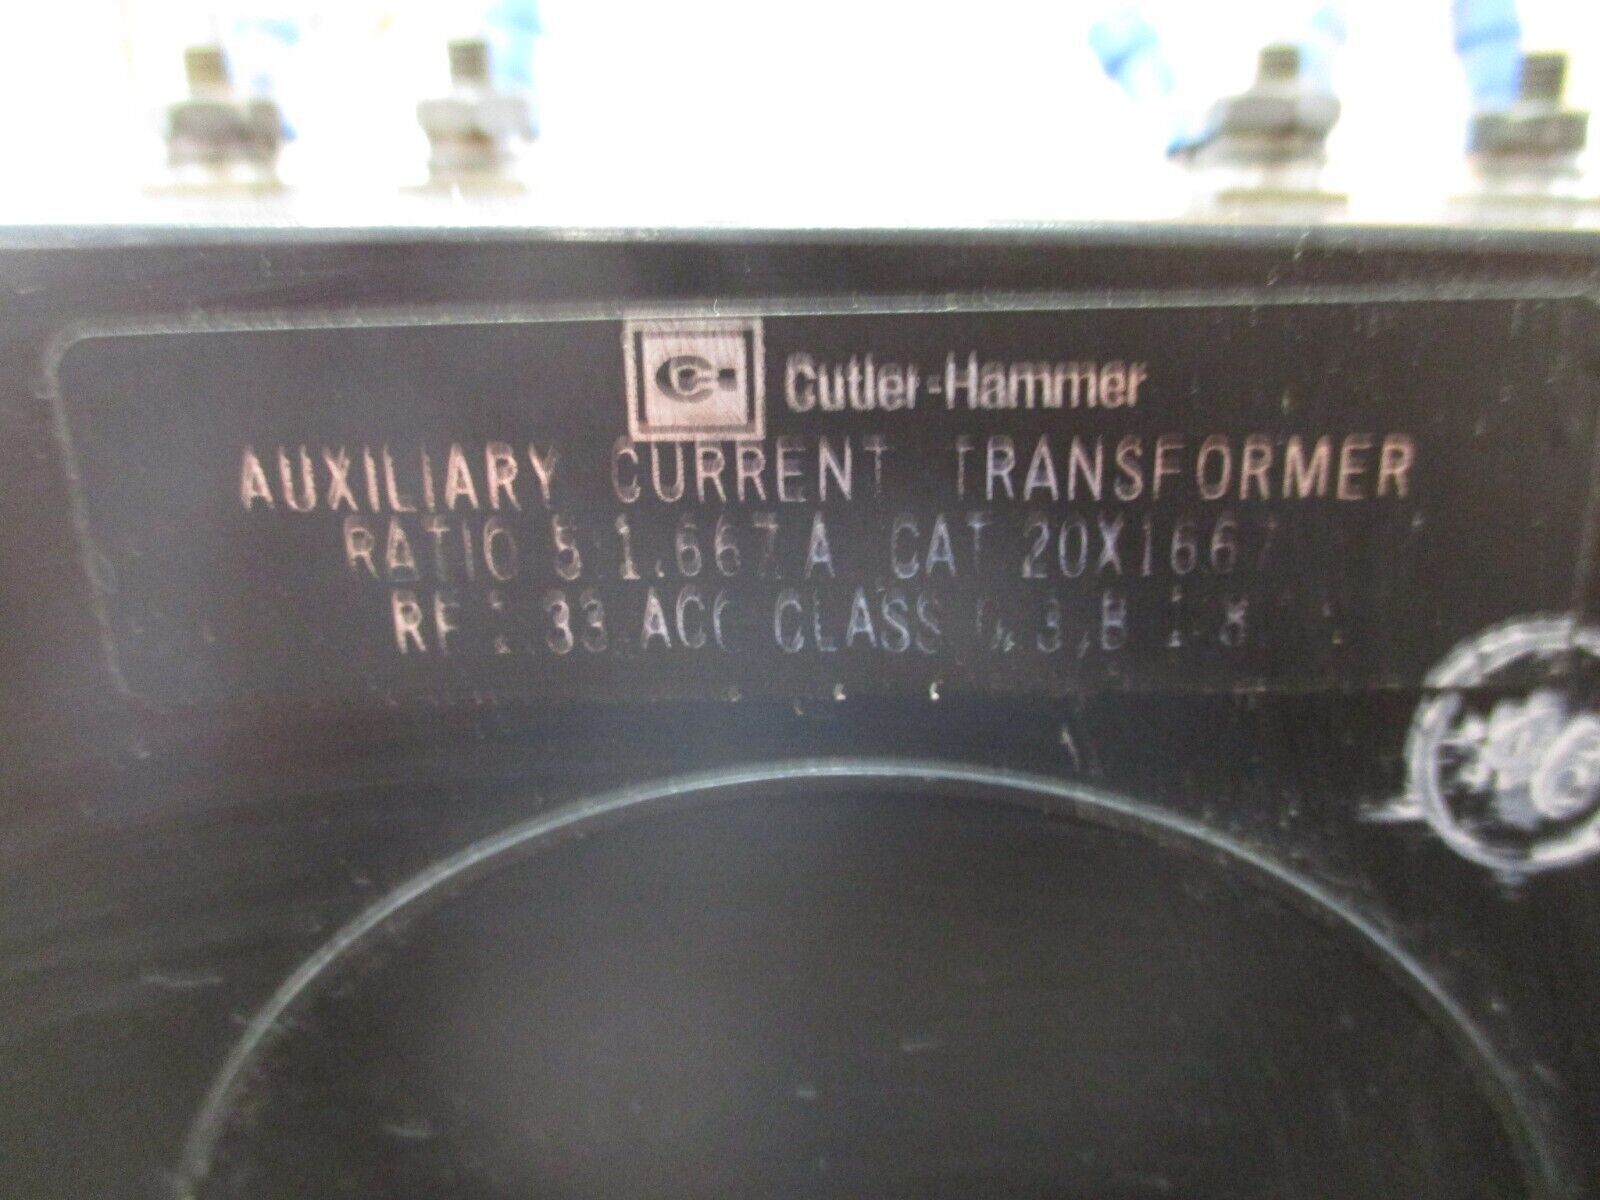 Cutler-Hammer
AUXILIARY CURRENT TRANSFORMER
RATIO 5:1.667A CAT 20X1667
RF 1.33 ACC CLASS 0.3,B 1.8